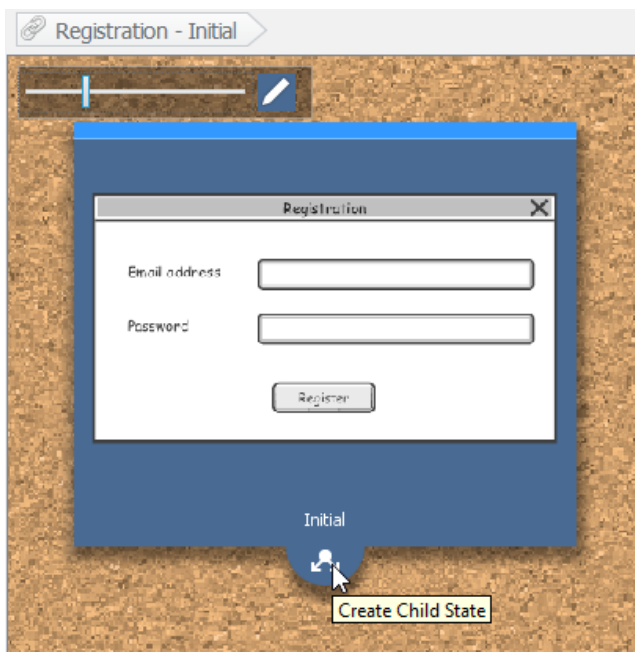 Registration - Initial
Registration
Email address
Password
Register
Initial
Create Child State